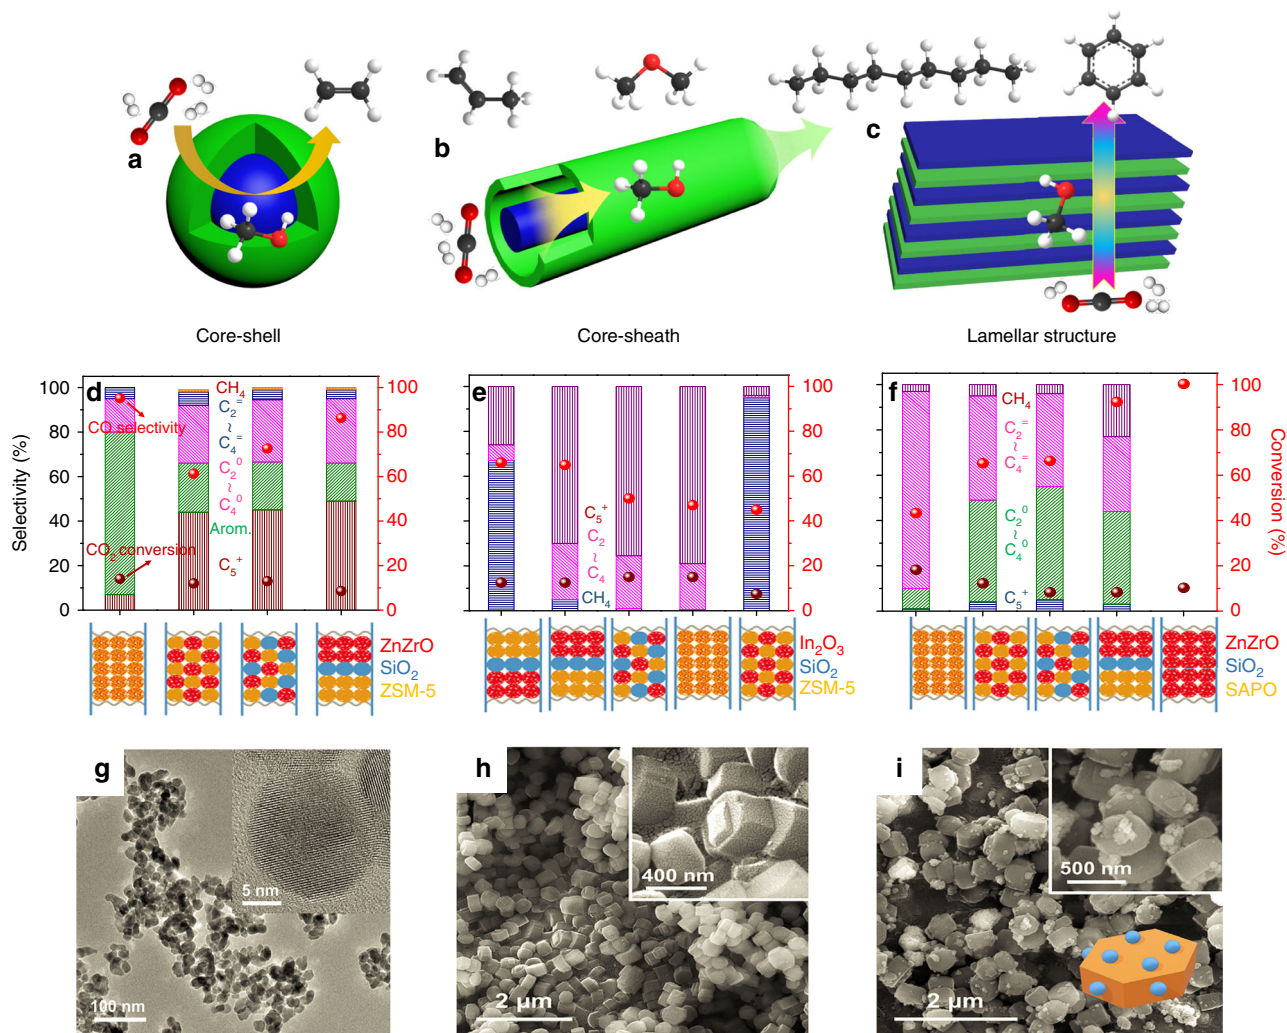 a
b
c
Core-shell
Core-sheath
Lamellar structure
d
e
f
Selectivity (%)
100
80
60
40
20
0
CH4
C2=
~
C4=
C20
~
C40
Arom.
C5+
CO selectivity
CO2 conversion
100
80
60
40
20
0
C5+
C2
~
C4
CH4
100
80
60
40
20
0
CH4
C2=
~
C4=
C20
~
C40
C5+
100
80
60
40
20
0
Conversion (%)
ZnZrO
SiO2
ZSM-5
In2O3
SiO2
ZSM-5
ZnZrO
SiO2
SAPO
g
5 nm
100 nm
h
400 nm
2 μm
i
500 nm
2 μm